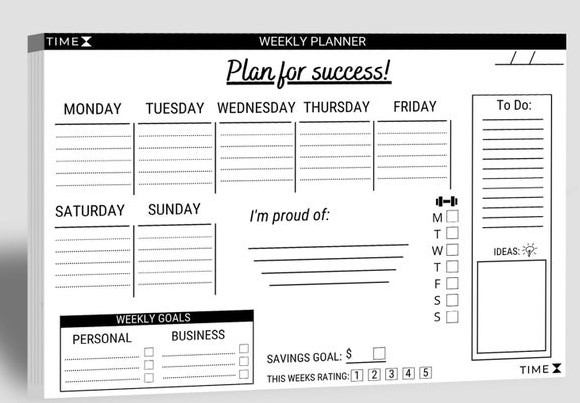 TIME
WEEKLY PLANNER
Plan for success!
MONDAY TUESDAY WEDNESDAY THURSDAY FRIDAY
To Do:
SATURDAY SUNDAY
I'm proud of:
M
T
W
T
F
S
S
IDEAS:
WEEKLY GOALS
PERSONAL BUSINESS
SAVINGS GOAL: $
THIS WEEKS RATING: 1 2 3 4 5
TIME